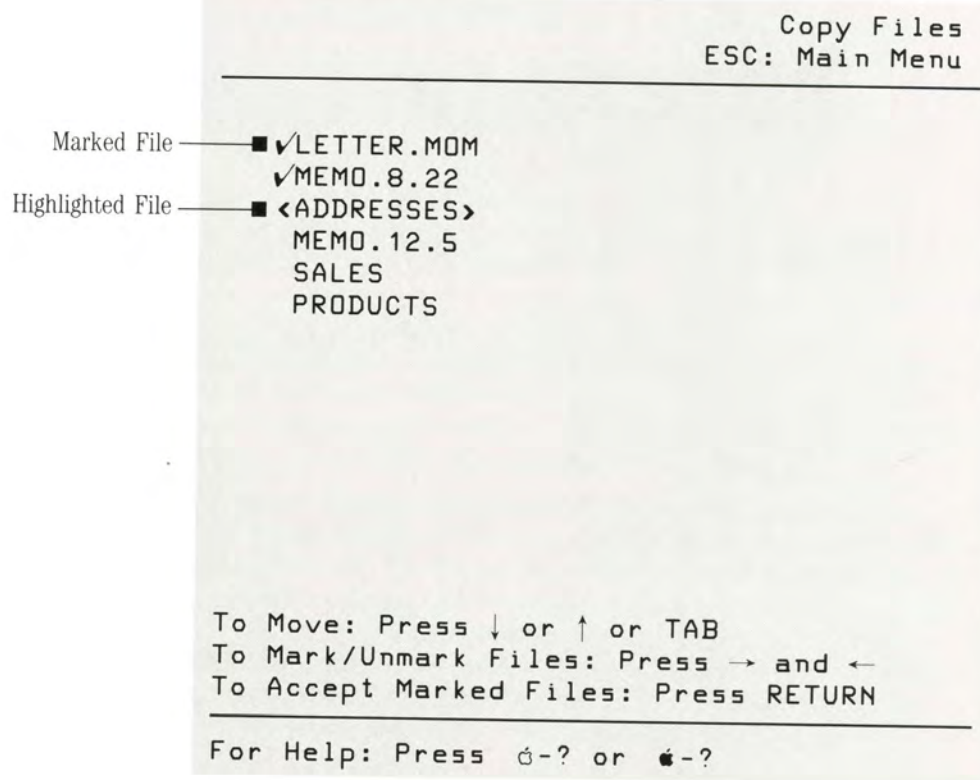 Copy Files
ESC: Main Menu
Marked File ■ ✓LETTER.MOM
✓MEMO.8.22
Highlighted File ■ <ADDRESSES>
MEMO.12.5
SALES
PRODUCTS
To Move: Press ↓ or ↑ or TAB
To Mark/Unmark Files: Press → and ←
To Accept Marked Files: Press RETURN
For Help: Press -? or -?